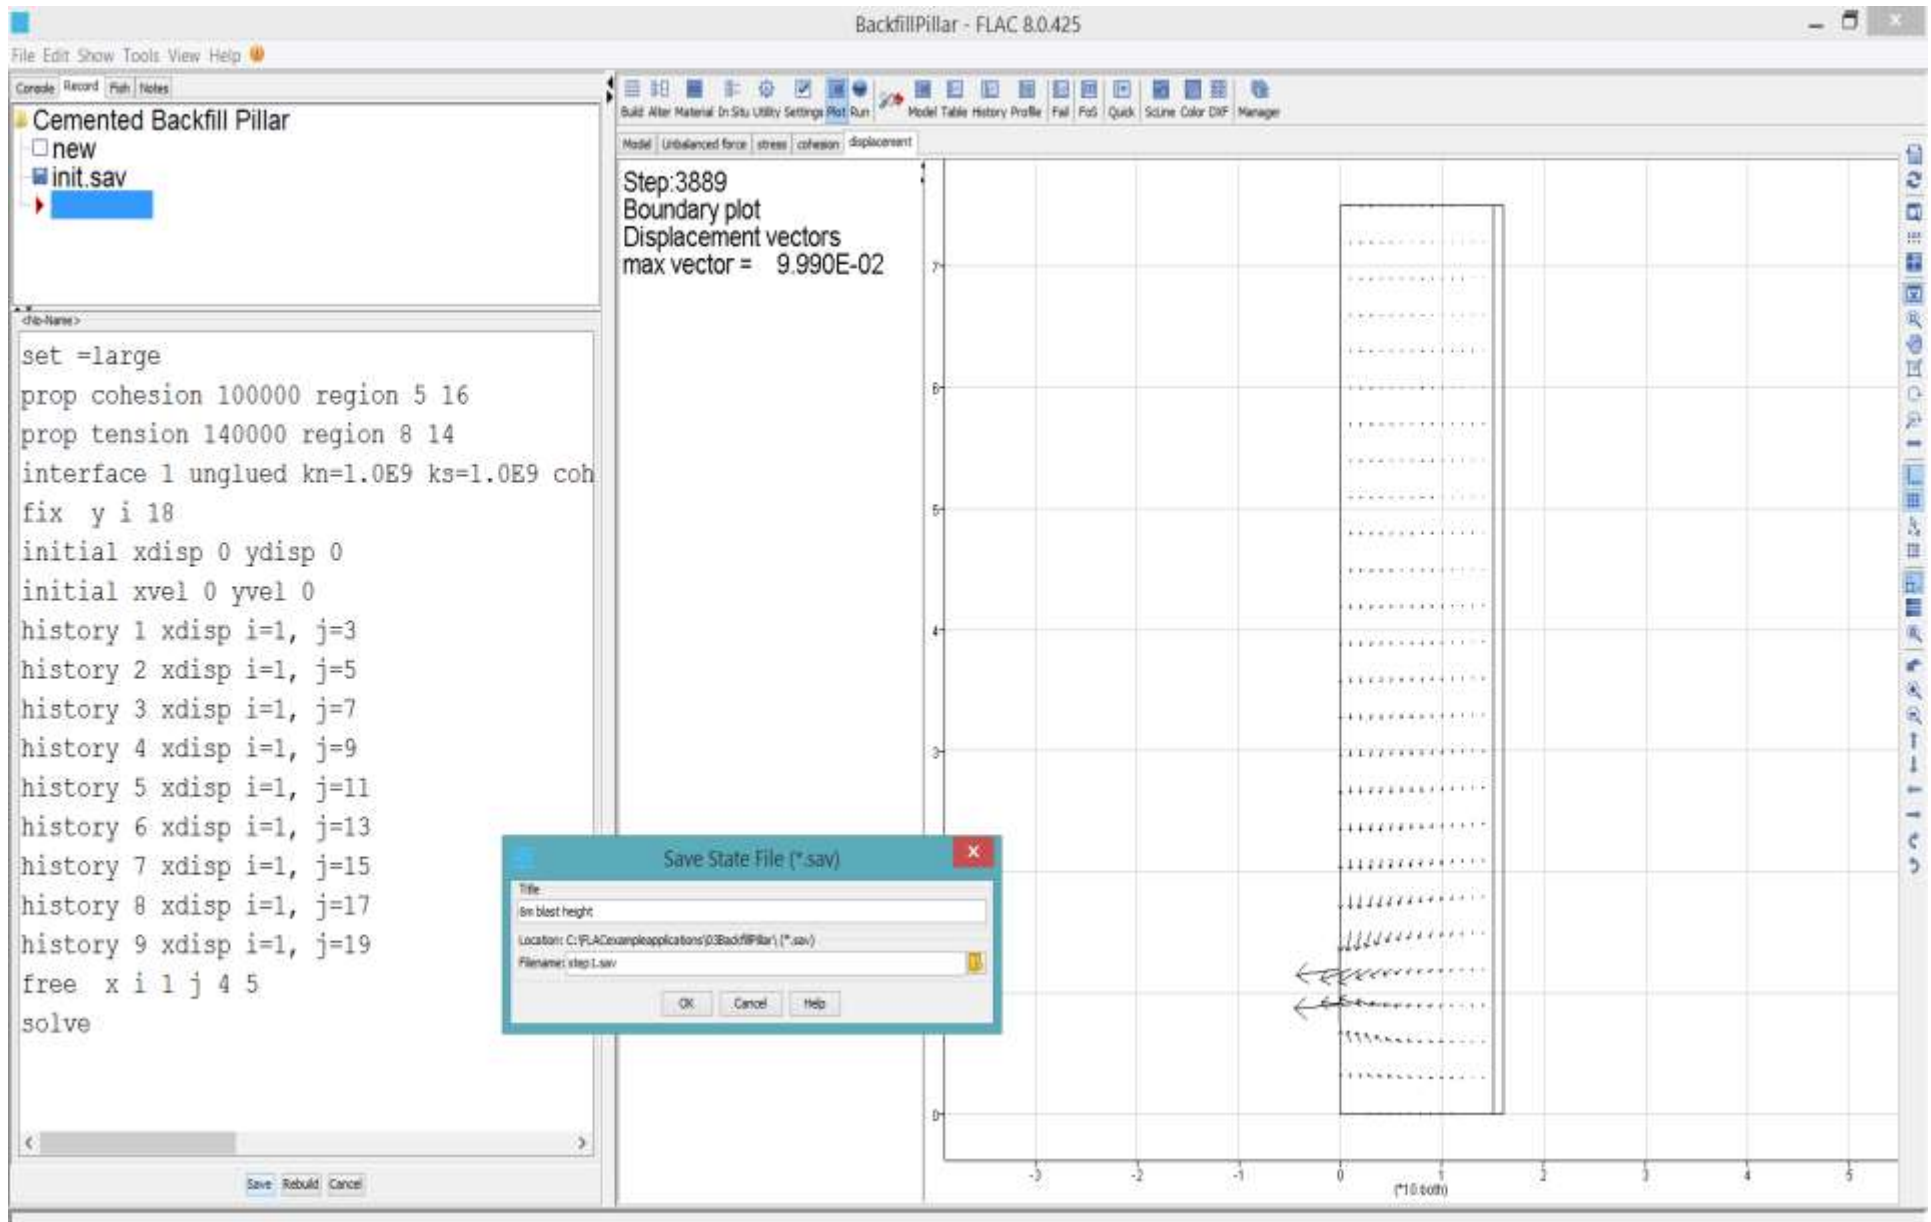 BackfillPillar - FLAC 8.0.425
File Edit Show Tools View Help
Console Record Fish Notes
Cemented Backfill Pillar
new
init.sav
<No-Name>
set =large
prop cohesion 100000 region 5 16
prop tension 140000 region 8 14
interface 1 unglued kn=1.0E9 ks=1.0E9 coh
fix y i 18
initial xdisp 0 ydisp 0
initial xvel 0 yvel 0
history 1 xdisp i=1, j=3
history 2 xdisp i=1, j=5
history 3 xdisp i=1, j=7
history 4 xdisp i=1, j=9
history 5 xdisp i=1, j=11
history 6 xdisp i=1, j=13
history 7 xdisp i=1, j=15
history 8 xdisp i=1, j=17
history 9 xdisp i=1, j=19
free x i 1 j 4 5
solve
Save Rebuild Cancel
Build Alter Material In Situ Utility Settings Plot Run Model Table History Profile Fail FoS Quick ScLine Color DXF Manager
Model Unbalanced force stress cohesion displacement
Step:3889
Boundary plot
Displacement vectors
max vector = 9.990E-02
7
6
5
4
3
0
-3 -2 -1 0 1 2 3 4 5
(*10 both)
Save State File (*.sav)
Title
6m blast height
Location: C:\FLACexampleapplications\03BackfillPillar\ (*.sav)
Filename: step1.sav
OK Cancel Help